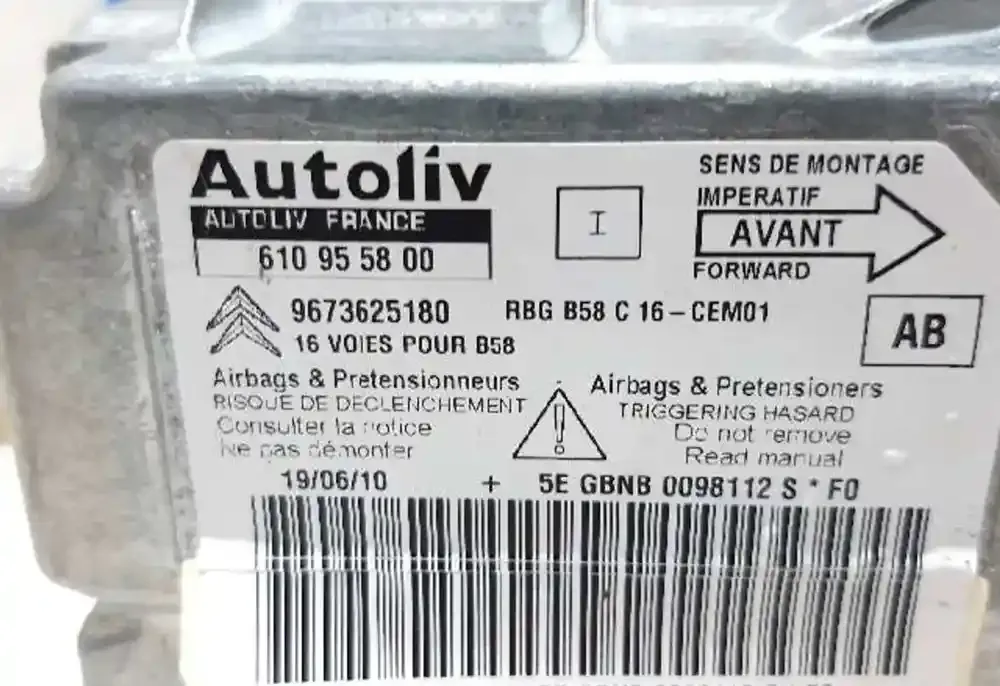 Autoliv
AUTOLIV FRANCE
610 95 58 00
I
SENS DE MONTAGE
IMPERATIF
AVANT
FORWARD
9673625180 RBG B58 C 16-CEM01
16 VOIES POUR B58
AB
Airbags & Pretensionneurs
RISQUE DE DECLENCHEMENT
Consulter la notice
Ne pas démonter
Airbags & Pretensioners
TRIGGERING HASARD
Do not remove
Read manual
19/06/10 + 5E GBNB 0098112 S * F0